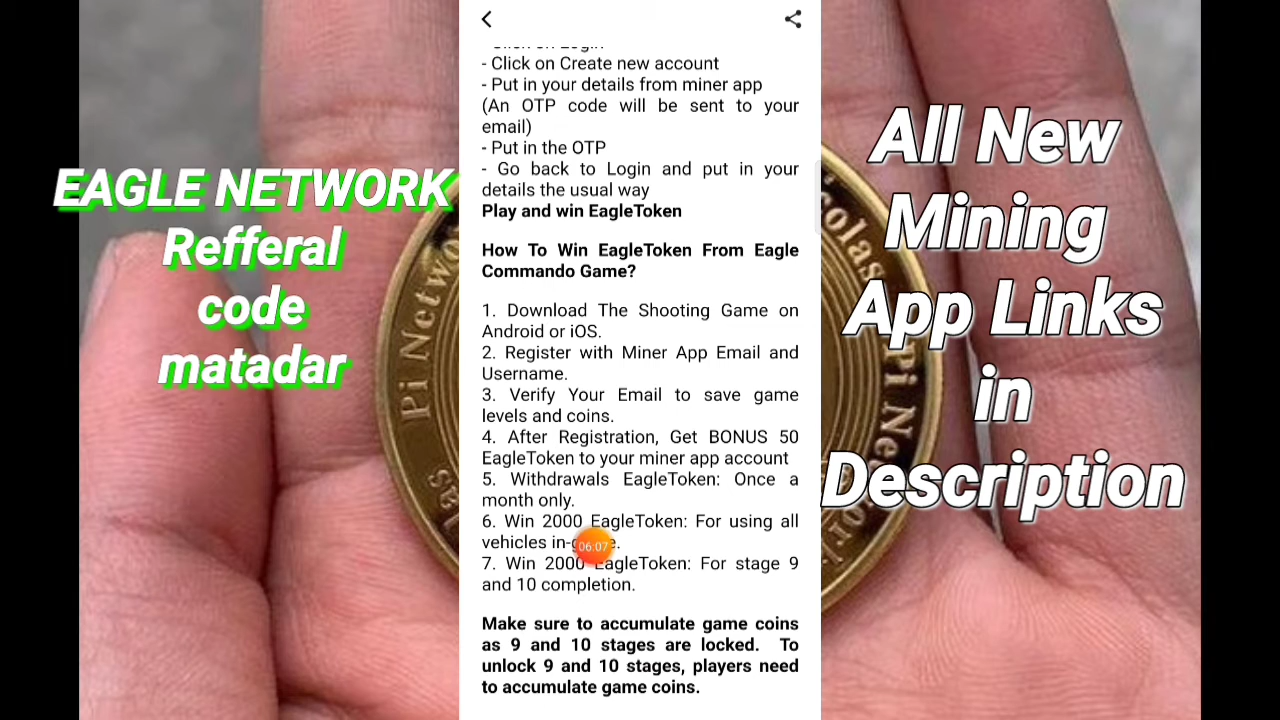 EAGLE NETWORK
Refferal
code
matadar
- Click on Login
- Click on Create new account
- Put in your details from miner app
(An OTP code will be sent to your
email)
- Put in the OTP
- Go back to Login and put in your
details the usual way
Play and win EagleToken
How To Win EagleToken From Eagle
Commando Game?
1. Download The Shooting Game on
Android or iOS.
2. Register with Miner App Email and
Username.
3. Verify Your Email to save game
levels and coins.
4. After Registration, Get BONUS 50
EagleToken to your miner app account
5. Withdrawals EagleToken: Once a
month only.
6. Win 2000 EagleToken: For using all
vehicles
06:07
7. Win 2000 EagleToken: For stage 9
and 10 completion.
Make sure to accumulate game coins
as 9 and 10 stages are locked. To
unlock 9 and 10 stages, players need
to accumulate game coins.
All New
Mining
App Links
in
Description
Pi Network